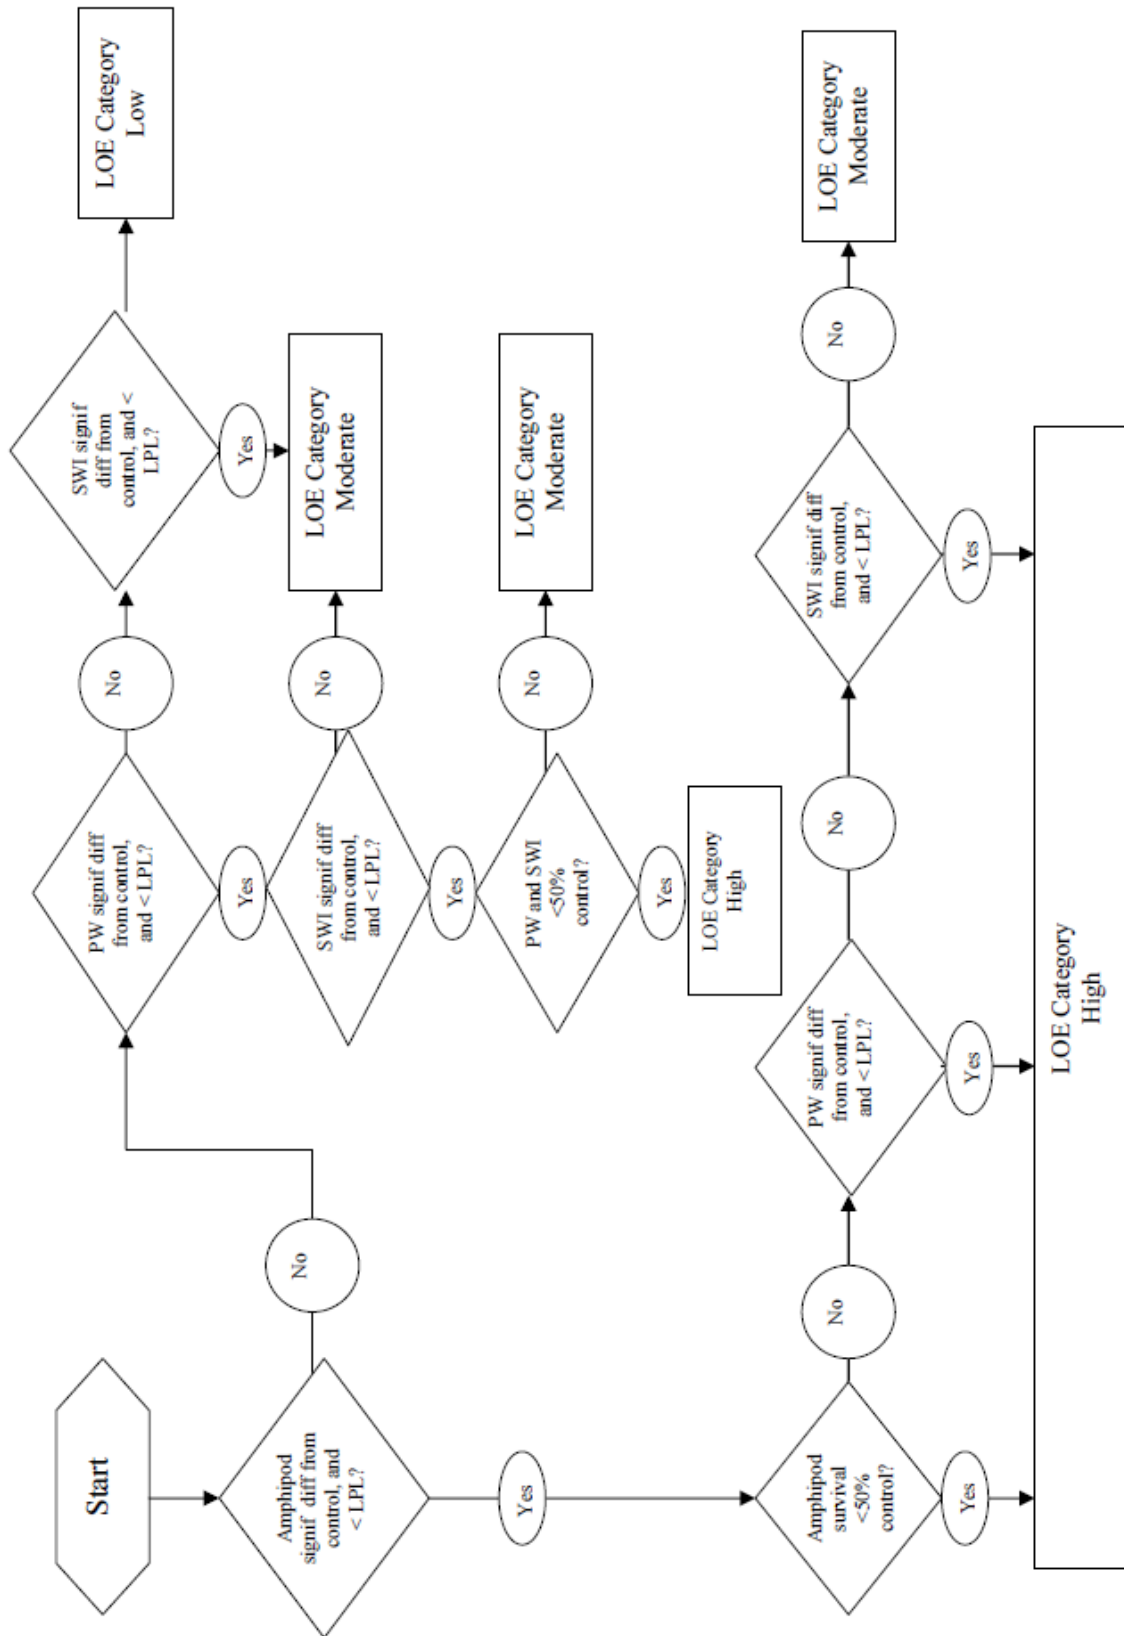 Start
PW signif diff
from control,
and < LPL?
No
SWI signif
diff from
control, and <
LPL?
LOE Category
Low
Amphipod
signif  diff from
control, and
< LPL?
No
Yes
Yes
SWI signif diff
from control,
and < LPL?
No
LOE Category
Moderate
Yes
Yes
PW and SWI
<50%
control?
No
LOE Category
Moderate
Yes
LOE Category
High
Amphipod
survival
<50%
control?
No
PW signif diff
from control,
and < LPL?
No
SWI signif diff
from control,
and < LPL?
No
LOE Category
Moderate
Yes
Yes
Yes
LOE Category
High